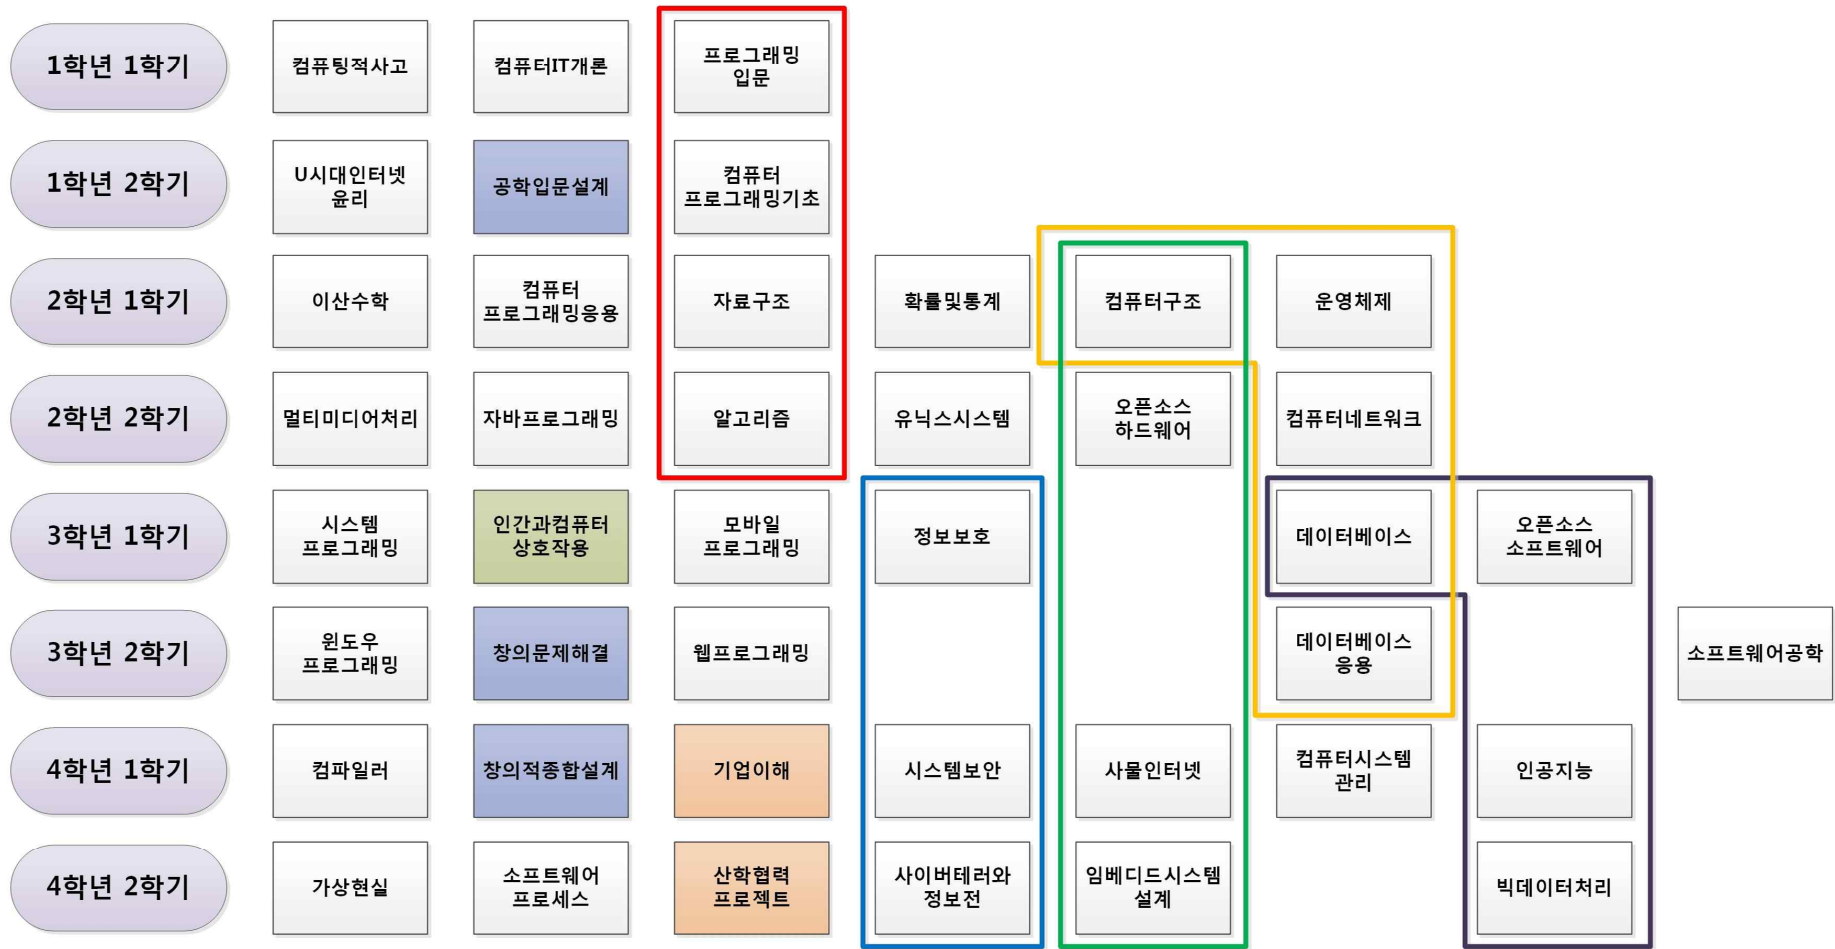 1학년 1학기
컴퓨팅적사고
컴퓨터IT개론
프로그래밍
입문
1학년 2학기
U시대인터넷
윤리
공학입문설계
컴퓨터
프로그래밍기초
2학년 1학기
이산수학
컴퓨터
프로그래밍응용
자료구조
확률및통계
컴퓨터구조
운영체제
2학년 2학기
멀티미디어처리
자바프로그래밍
알고리즘
유닉스시스템
오픈소스
하드웨어
컴퓨터네트워크
3학년 1학기
시스템
프로그래밍
인간과컴퓨터
상호작용
모바일
프로그래밍
정보보호
데이터베이스
오픈소스
소프트웨어
3학년 2학기
윈도우
프로그래밍
창의문제해결
웹프로그래밍
데이터베이스
응용
소프트웨어공학
4학년 1학기
컴파일러
창의적종합설계
기업이해
시스템보안
사물인터넷
컴퓨터시스템
관리
인공지능
4학년 2학기
가상현실
소프트웨어
프로세스
산학협력
프로젝트
사이버테러와
정보전
임베디드시스템
설계
빅데이터처리